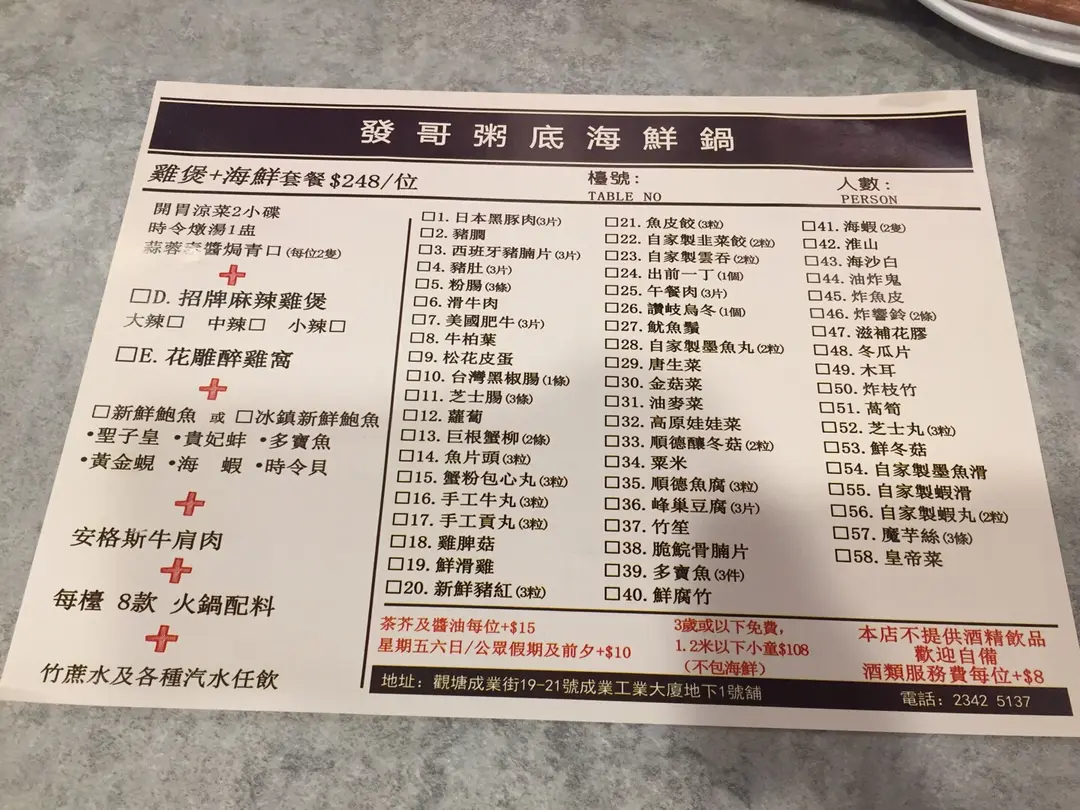 發哥粥底海鮮鍋
雞煲+海鮮套餐$248/位
檯號：
TABLE NO
人數：
PERSON
開胃涼菜2小碟
時令燉湯1盅
蒜蓉 醬焗青口(每位2隻)
+
□D. 招牌麻辣雞煲
大辣□ 中辣□ 小辣□
□E. 花雕醉雞窩
+
□新鮮鮑魚 或 □冰鎮新鮮鮑魚
•聖子皇 •貴妃蚌 •多寶魚
•黃金蜆 •海 蝦 •時令貝
+
安格斯牛肩肉
+
每檯 8款 火鍋配料
+
竹蔗水及各種汽水任飲
□1. 日本黑豚肉(3片)
□2. 豬膶
□3. 西班牙豬腩片(3片)
□4. 豬肚(3片)
□5. 粉腸(3條)
□6. 滑牛肉
□7. 美國肥牛(3片)
□8. 牛柏葉
□9. 松花皮蛋
□10. 台灣黑椒腸(1條)
□11. 芝士腸(3條)
□12. 蘿蔔
□13. 巨根蟹柳(2條)
□14. 魚片頭(3粒)
□15. 蟹粉包心丸(3粒)
□16. 手工牛丸(3粒)
□17. 手工貢丸(3粒)
□18. 雞脾菇
□19. 鮮滑雞
□20. 新鮮豬紅(3粒)
□21. 魚皮餃(3粒)
□22. 自家製韭菜餃(2粒)
□23. 自家製雲吞(2粒)
□24. 出前一丁(1個)
□25. 午餐肉(3片)
□26. 讚岐烏冬(1個)
□27. 魷魚鬚
□28. 自家製墨魚丸(2粒)
□29. 唐生菜
□30. 金菇菜
□31. 油麥菜
□32. 高原娃娃菜
□33. 順德釀冬菇(2粒)
□34. 粟米
□35. 順德魚腐(3粒)
□36. 蜂巢豆腐(3片)
□37. 竹笙
□38. 脆鯇骨腩片
□39. 多寶魚(3件)
□40. 鮮腐竹
□41. 海蝦(2隻)
□42. 淮山
□43. 海沙白
□44. 油炸鬼
□45. 炸魚皮
□46. 炸響鈴(2條)
□47. 滋補花膠
□48. 冬瓜片
□49. 木耳
□50. 炸枝竹
□51. 萵筍
□52. 芝士丸(3粒)
□53. 鮮冬菇
□54. 自家製墨魚滑
□55. 自家製蝦滑
□56. 自家製蝦丸(2粒)
□57. 魔芋絲(3條)
□58. 皇帝菜
茶芥及醬油每位+$15
星期五六日/公眾假期及前夕+$10
3歲或以下免費，
1.2米以下小童$108
（不包海鮮）
本店不提供酒精飲品
歡迎自備
酒類服務費每位+$8
地址：觀塘成業街19-21號成業工業大廈地下1號舖
電話：2342 5137